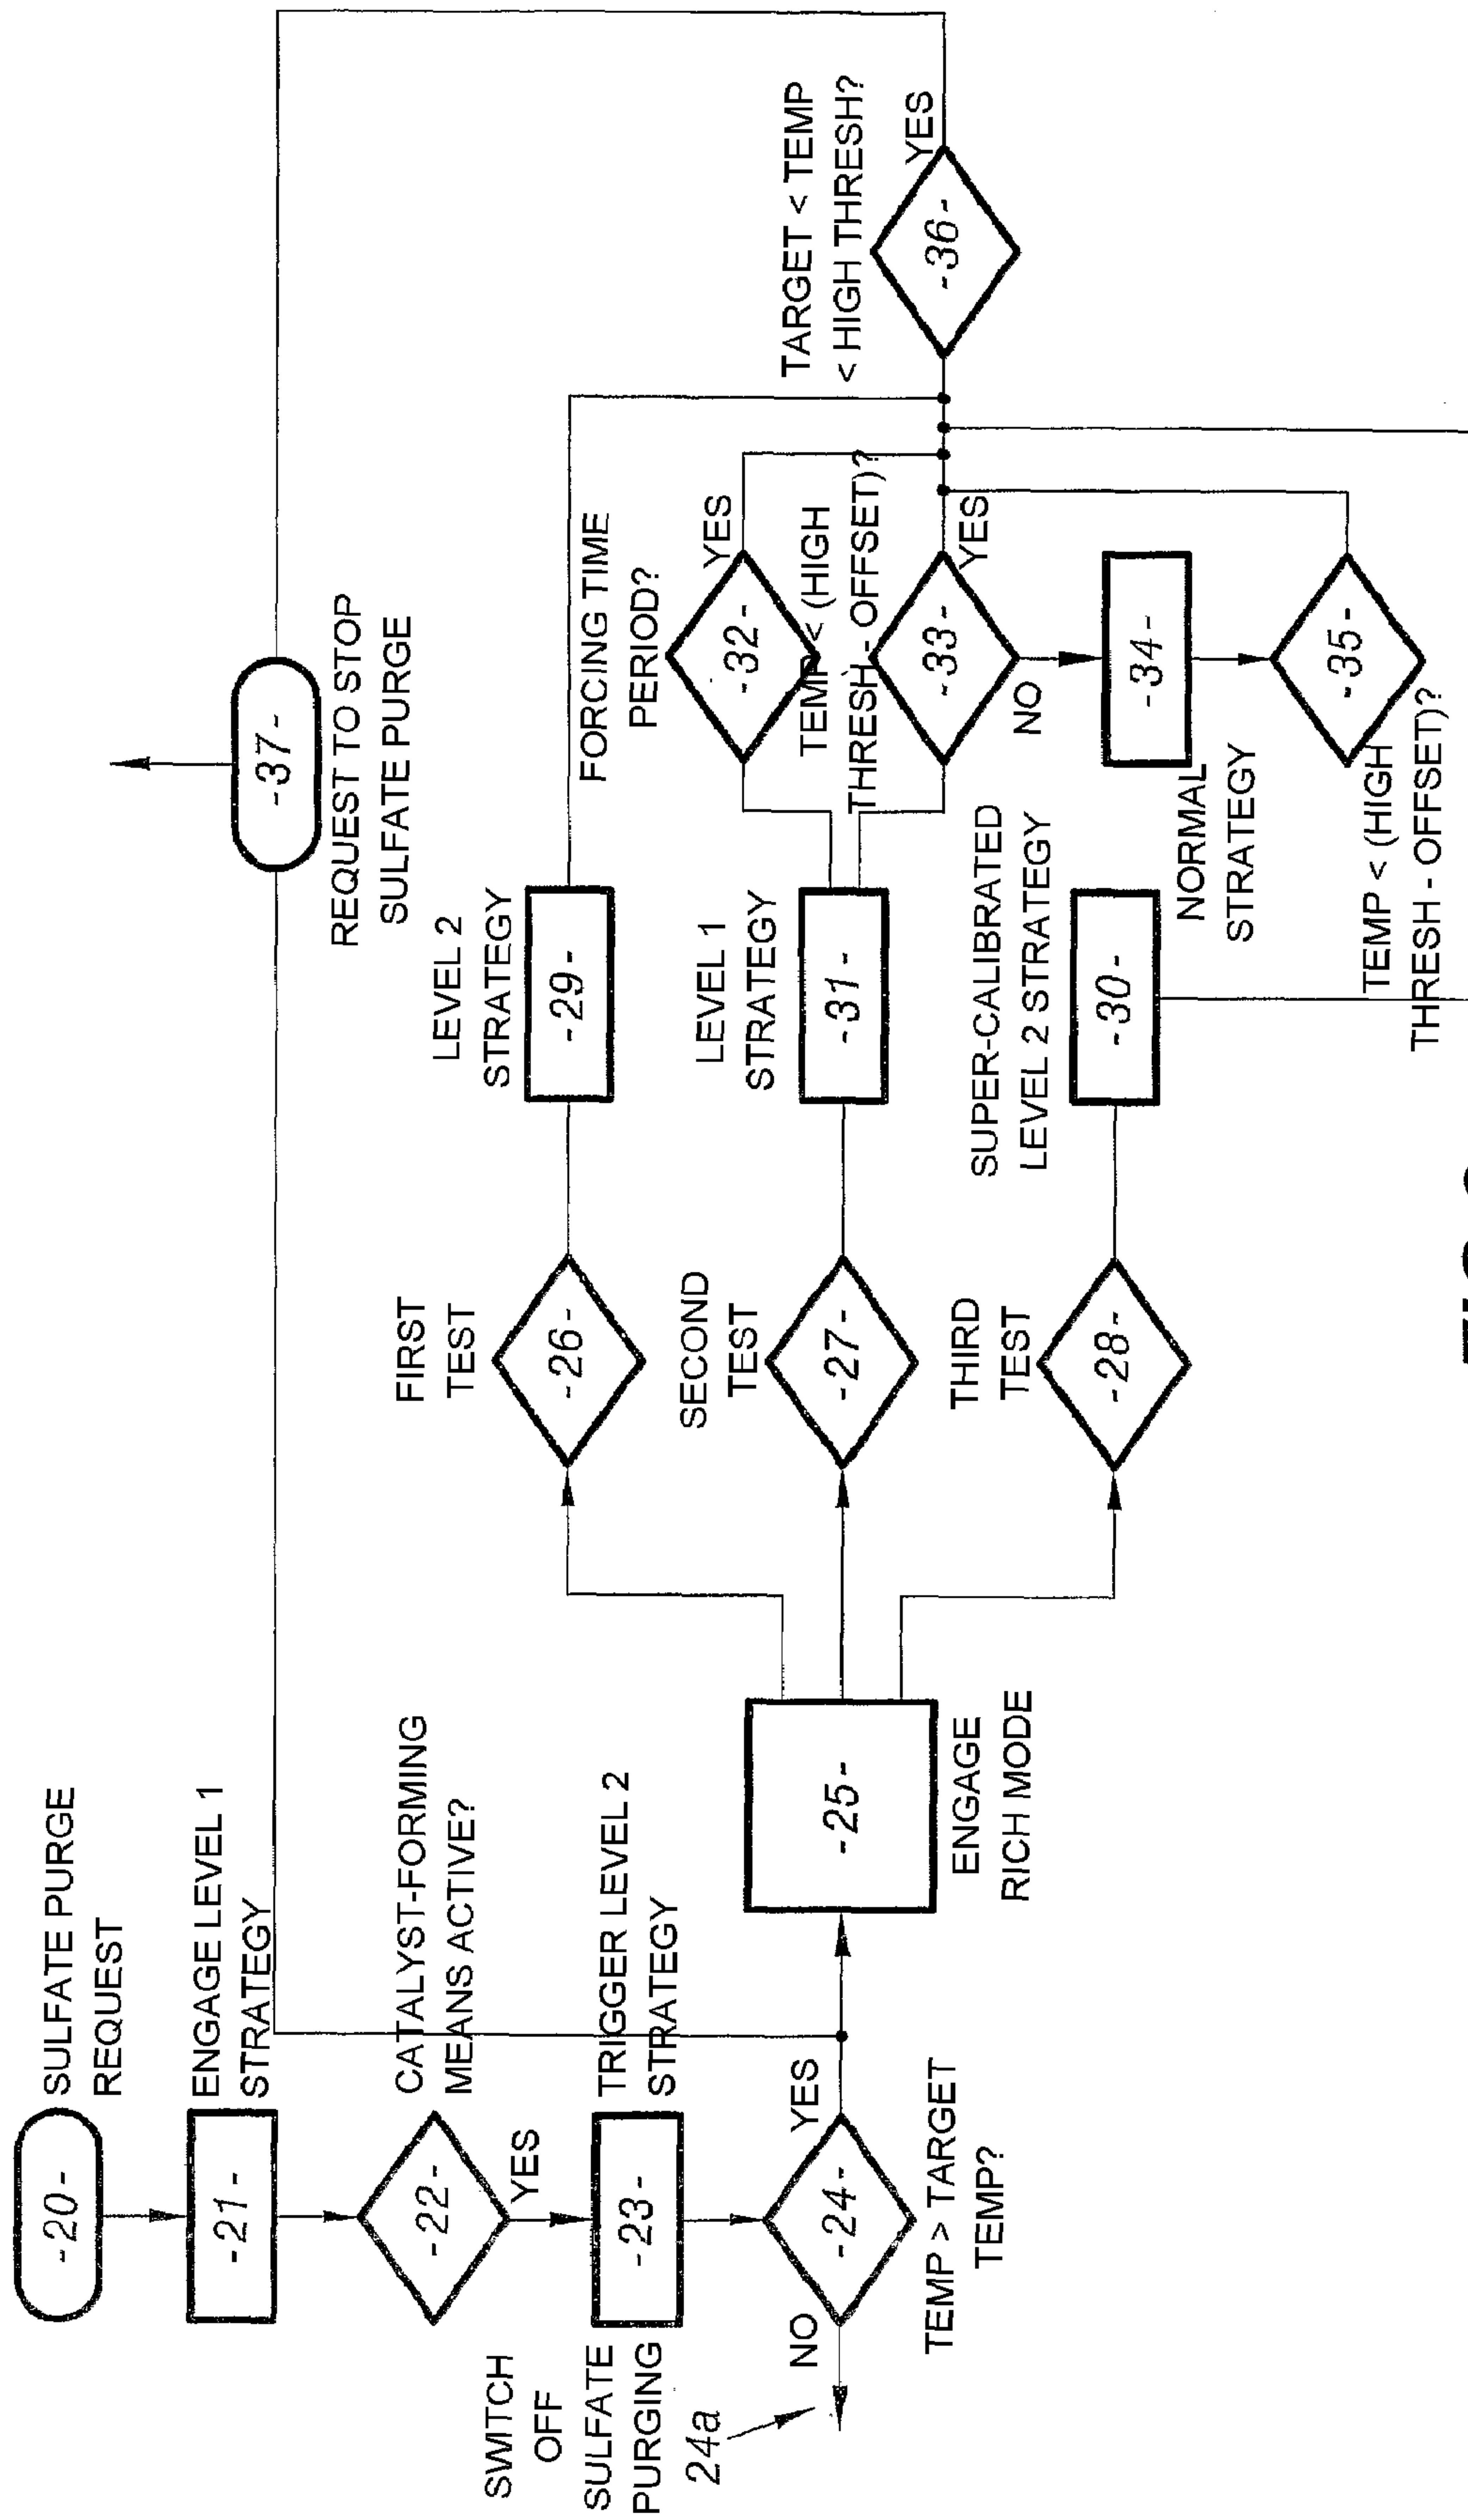 SULFATE PURGE
REQUEST
-20-
ENGAGE LEVEL 1
STRATEGY
-21-
CATALYST-FORMING
MEANS ACTIVE?
-22-
YES
TRIGGER LEVEL 2
STRATEGY
-23-
SWITCH
OFF
SULFATE
PURGING
24a
NO
-24-
YES
TEMP > TARGET
TEMP?
-25-
ENGAGE
RICH MODE
FIRST
TEST
-26-
SECOND
TEST
-27-
THIRD
TEST
-28-
LEVEL 2
STRATEGY
-29-
LEVEL 1
STRATEGY
-31-
SUPER-CALIBRATED
LEVEL 2 STRATEGY
-30-
-37-
REQUEST TO STOP
SULFATE PURGE
FORCING TIME
PERIOD?
-32-
YES
TEMP < (HIGH
THRESH - OFFSET)?
-33-
YES
NO
-34-
NORMAL
STRATEGY
-35-
TEMP < (HIGH
THRESH - OFFSET)?
TARGET < TEMP
< HIGH THRESH?
-36-
YES